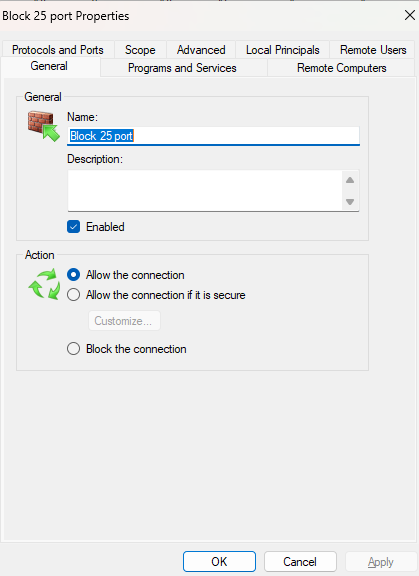 Block 25 port Properties
Protocols and Ports Scope Advanced Local Principals Remote Users
General Programs and Services Remote Computers
General
Name:
Block 25 port
Description:
Enabled
Action
Allow the connection
Allow the connection if it is secure
Customize...
Block the connection
OK Cancel Apply